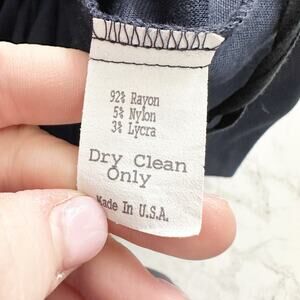 92% Rayon
5% Nylon
3% Lycra
Dry Clean
Only
Made In U.S.A.